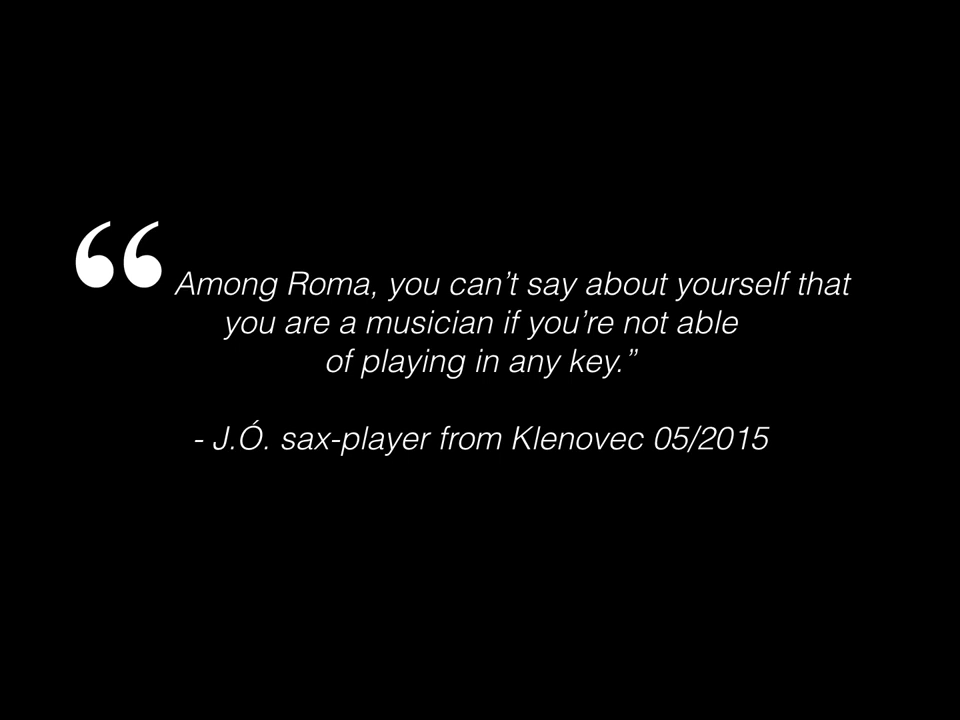 “Among Roma, you can’t say about yourself that
you are a musician if you’re not able
of playing in any key.”
- J.Ó. sax-player from Klenovec 05/2015